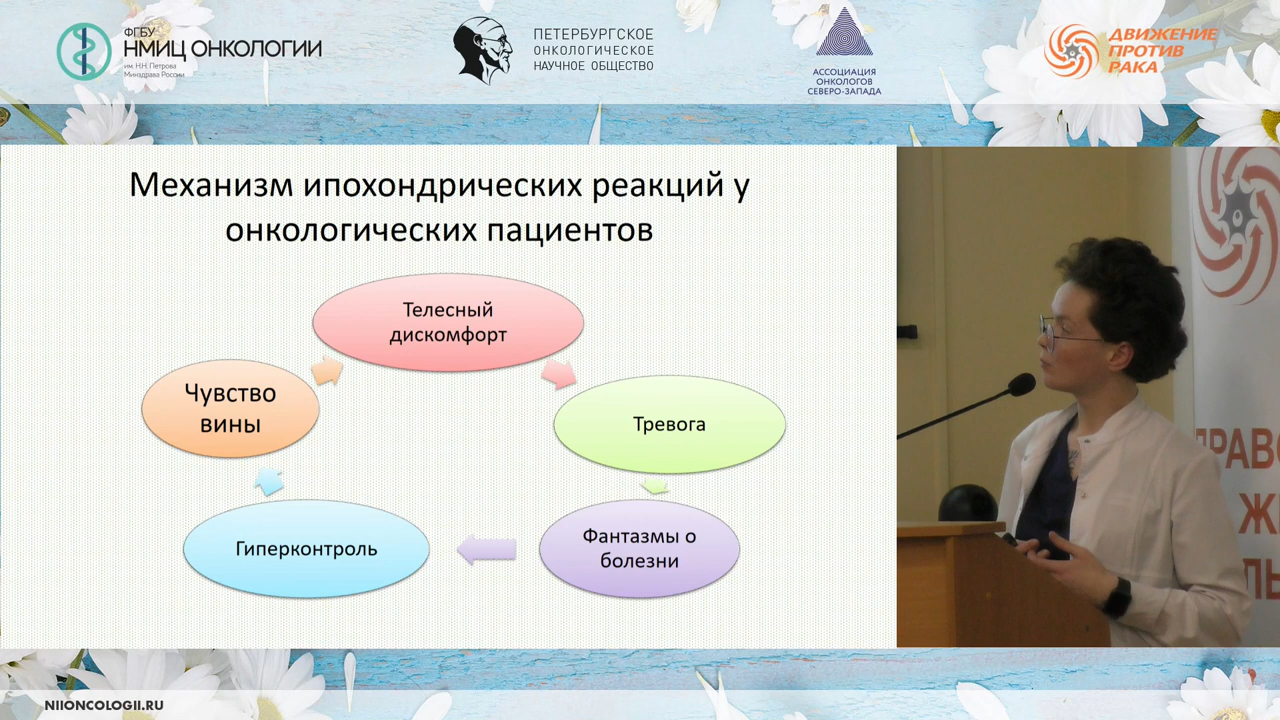 ФГБУ
НМИЦ ОНКОЛОГИИ
им. Н.Н. Петрова
Минздрава России
ПЕТЕРБУРГСКОЕ
ОНКОЛОГИЧЕСКОЕ
НАУЧНОЕ ОБЩЕСТВО
АССОЦИАЦИЯ
ОНКОЛОГОВ
СЕВЕРО-ЗАПАДА
ДВИЖЕНИЕ
ПРОТИВ
РАКА
Механизм ипохондрических реакций у
онкологических пациентов
Телесный
дискомфорт
Тревога
Фантазмы о
болезни
Гиперконтроль
Чувство
вины
NIIONCOLOGII.RU